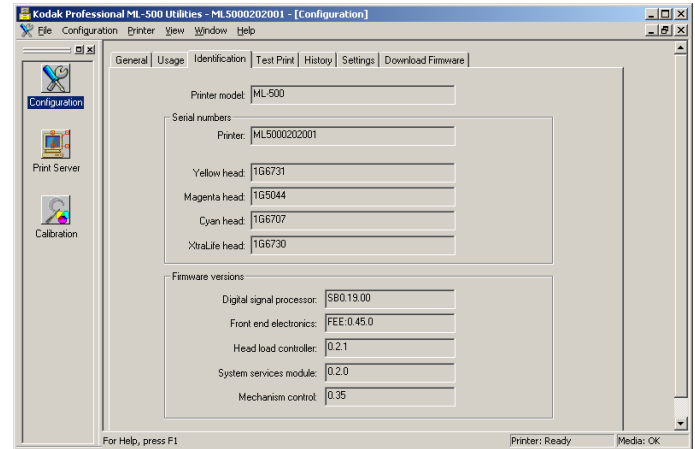 Kodak Professional ML-500 Utilities - ML5000202001 - [Configuration]
File Configuration Printer View Window Help
Configuration
Print Server
Calibration
General Usage Identification Test Print History Settings Download Firmware
Printer model: ML-500
Serial numbers
Printer: ML5000202001
Yellow head: 1G6731
Magenta head: 1G5044
Cyan head: 1G6707
XtraLife head: 1G6730
Firmware versions
Digital signal processor: SB0.19.00
Front end electronics: FEE:0.45.0
Head load controller: 0.2.1
System services module: 0.2.0
Mechanism control: 0.35
For Help, press F1 Printer: Ready Media: OK